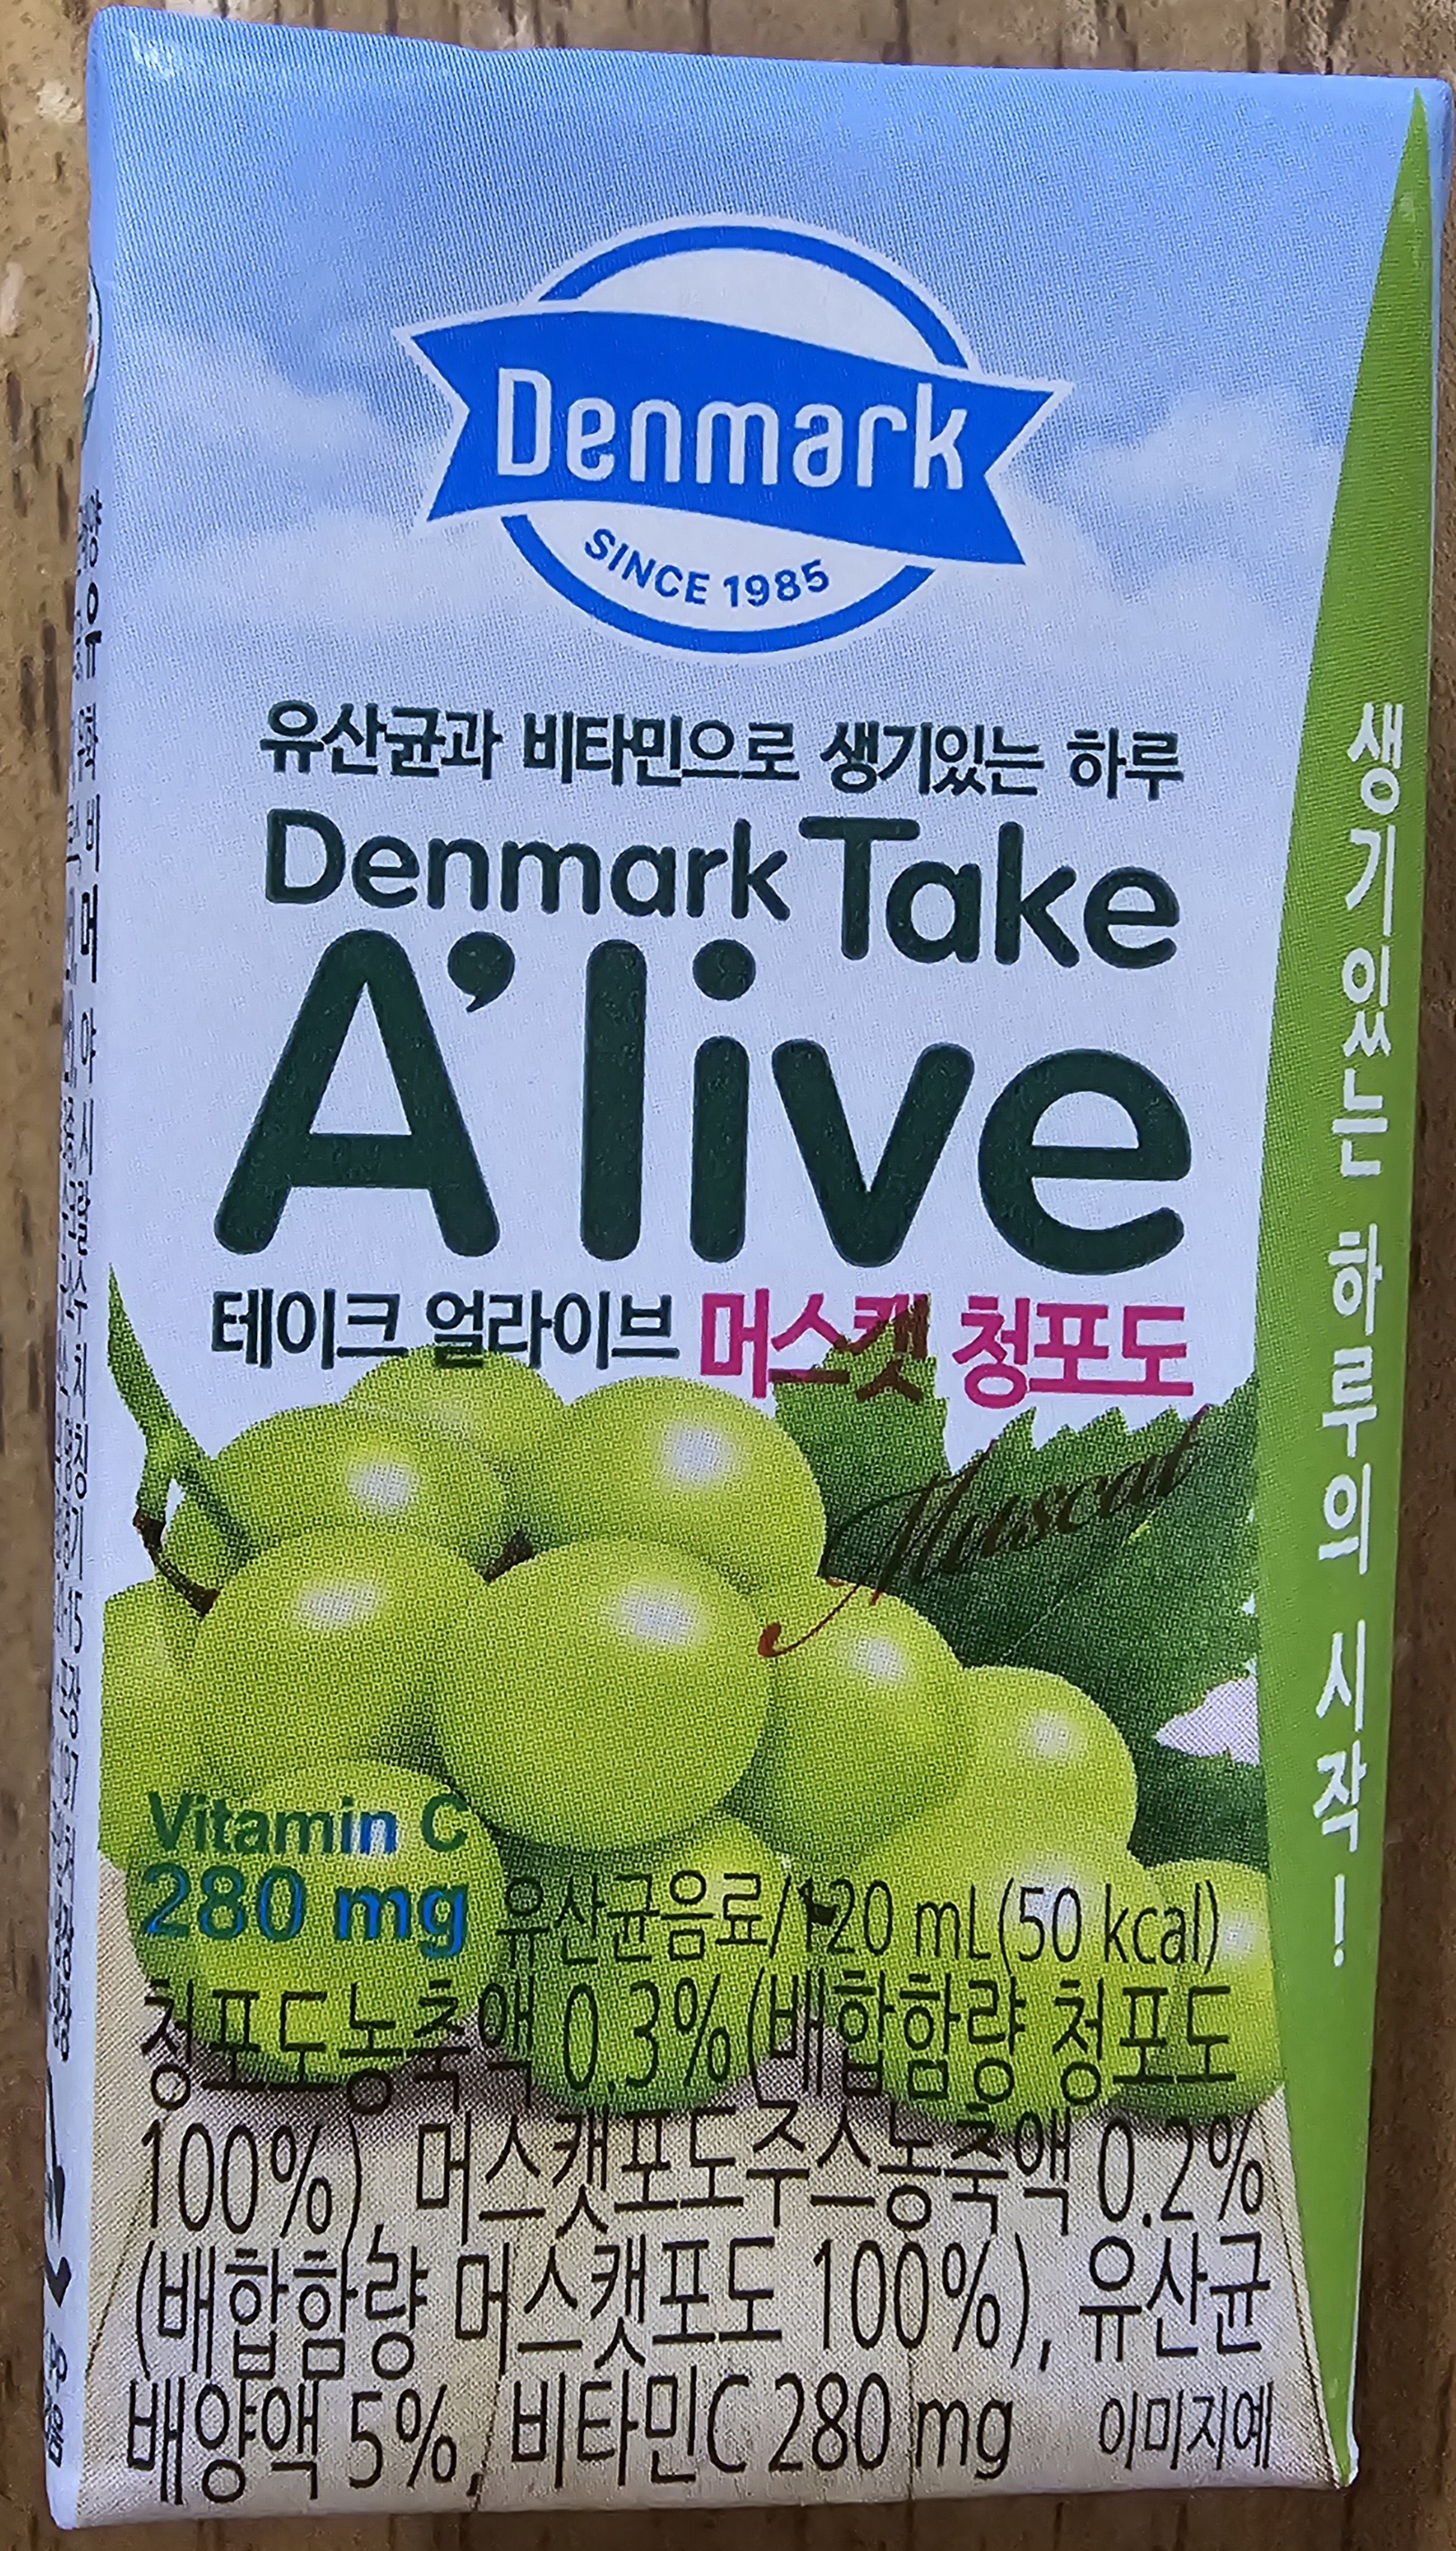 Denmark
SINCE 1985
유산균과 비타민으로 생기있는 하루
Denmark Take
A'live
테이크 얼라이브 머스캣 청포도
Muscat
Vitamin C
280 mg
유산균음료/120 mL(50 kcal)
청포도농축액 0.3%(배합함량 청포도
100%), 머스캣포도주스농축액 0.2%
(배합함량 머스캣포도 100%), 유산균
배양액 5%, 비타민C 280 mg 이미지예
생기있는 하루의 시작!